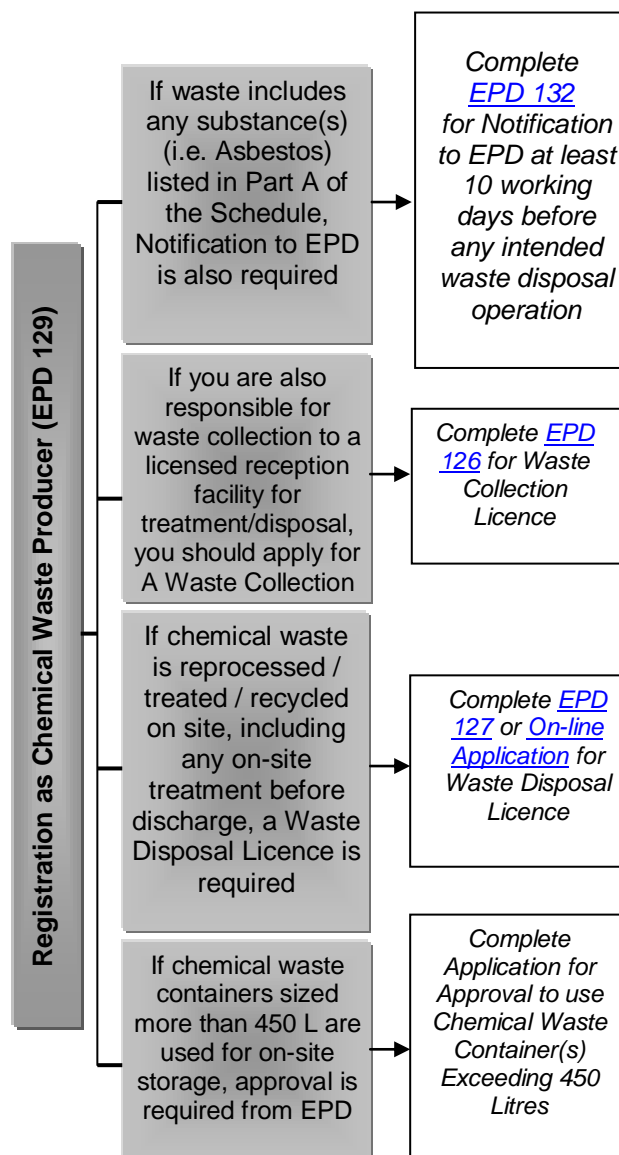 Registration as Chemical Waste Producer (EPD 129)
If waste includes
any substance(s)
(i.e. Asbestos)
listed in Part A of
the Schedule,
Notification to EPD
is also required
Complete
EPD 132
for Notification
to EPD at least
10 working
days before
any intended
waste disposal
operation
If you are also
responsible for
waste collection to a
licensed reception
facility for
treatment/disposal,
you should apply for
A Waste Collection
Complete EPD
126 for Waste
Collection
Licence
If chemical waste
is reprocessed /
treated / recycled
on site, including
any on-site
treatment before
discharge, a Waste
Disposal Licence is
required
Complete EPD
127 or On-line
Application for
Waste Disposal
Licence
If chemical waste
containers sized
more than 450 L are
used for on-site
storage, approval is
required from EPD
Complete
Application for
Approval to use
Chemical Waste
Container(s)
Exceeding 450
Litres